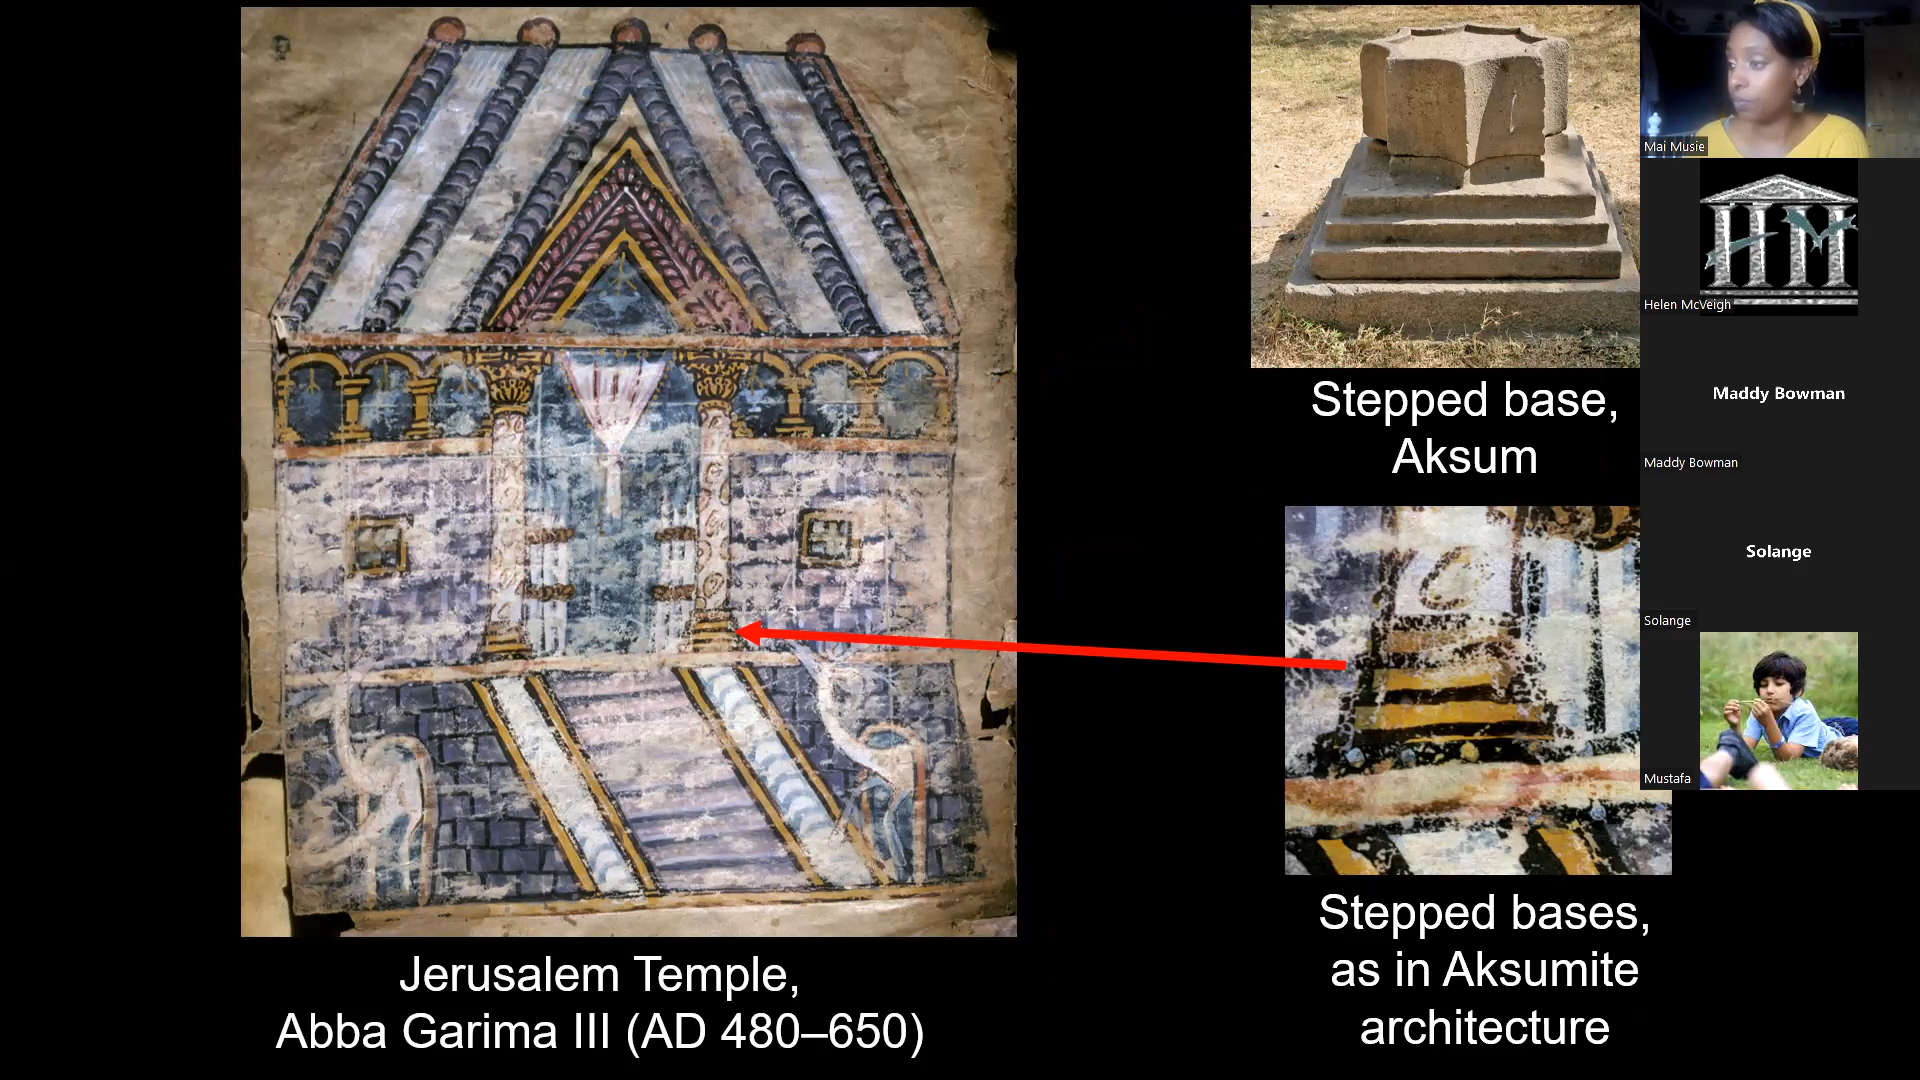 Jerusalem Temple,
Abba Garima III (AD 480–650)
Stepped base,
Aksum
Stepped bases,
as in Aksumite
architecture
Mai Musie
HM
Helen McVeigh
Maddy Bowman
Maddy Bowman
Solange
Solange
Mustafa